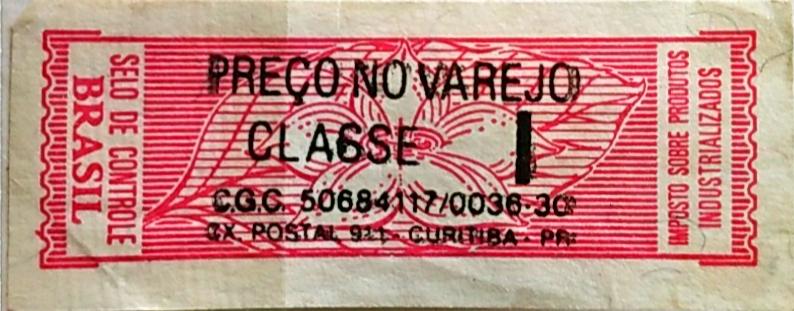 SELO DE CONTROLE
BRASIL
PREÇO NO VAREJO
CLASSE I
C.G.C. 50684117/0036-30
CX. POSTAL 921 - CURITIBA - PR
IMPOSTO SOBRE PRODUTOS
INDUSTRIALIZADOS